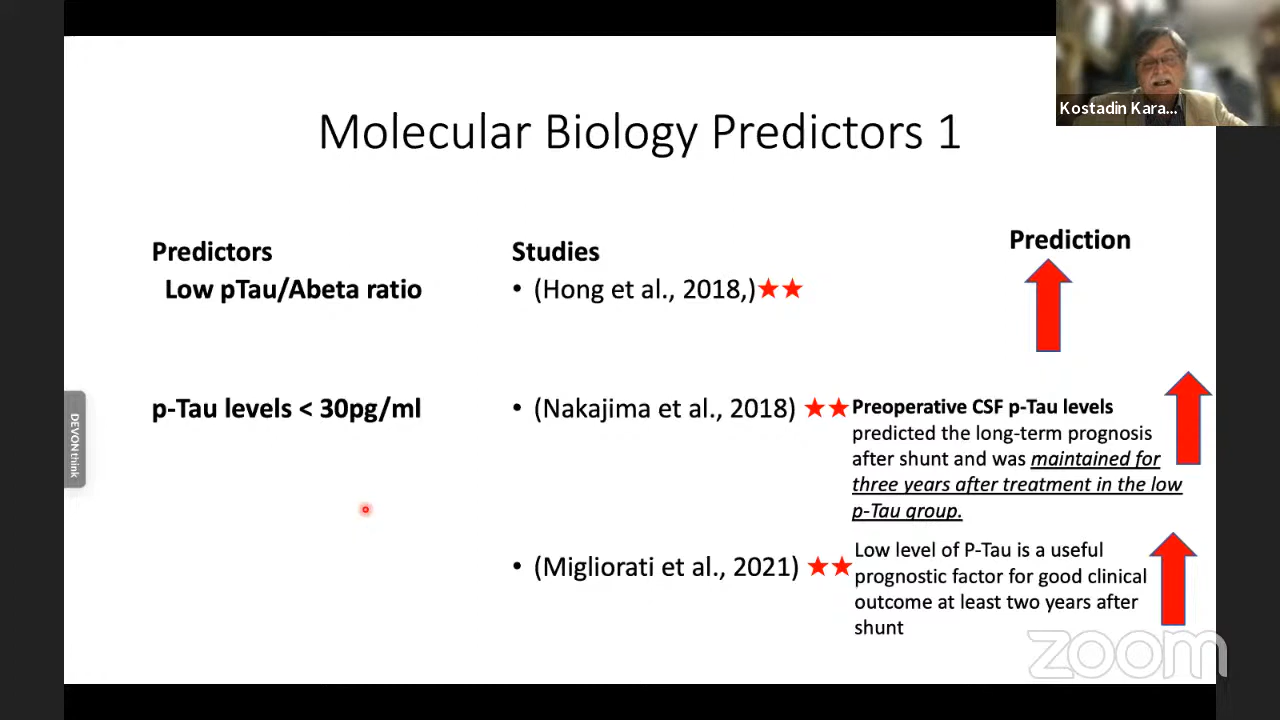 Kostadin Kara...
Molecular Biology Predictors 1
Predictors
Studies
Prediction
Low pTau/Abeta ratio
• (Hong et al., 2018,)★★
p-Tau levels < 30pg/ml
• (Nakajima et al., 2018) ★★
Preoperative CSF p-Tau levels
predicted the long-term prognosis
after shunt and was maintained for
three years after treatment in the low
p-Tau group.
• (Migliorati et al., 2021) ★★
Low level of P-Tau is a useful
prognostic factor for good clinical
outcome at least two years after
shunt
DEVONthink
zoom